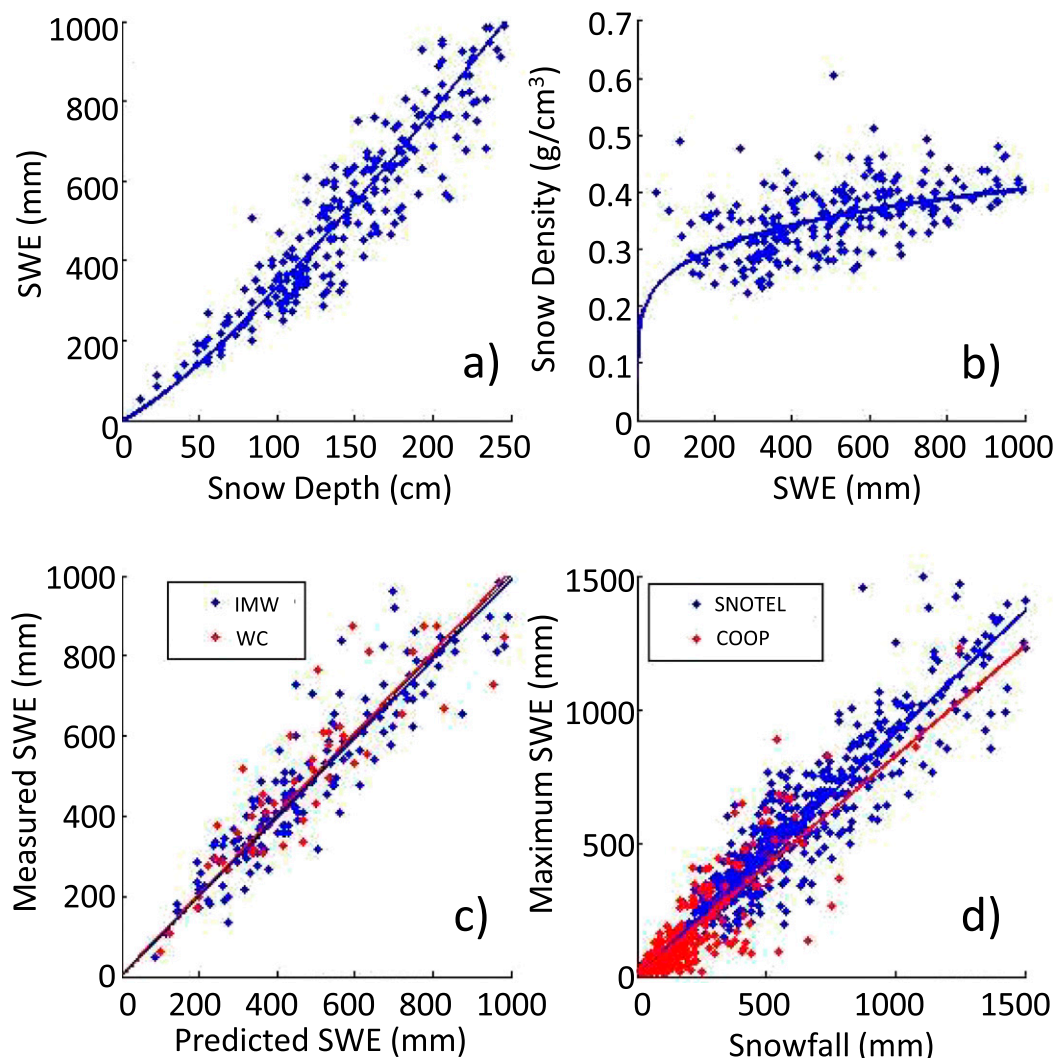 1000
800
600
400
200
0
SWE (mm)
0 50 100 150 200 250
Snow Depth (cm)
a)
0.7
0.6
0.5
0.4
0.3
0.2
0.1
0
Snow Density (g/cm³)
0 200 400 600 800 1000
SWE (mm)
b)
1000
800
600
400
200
0
Measured SWE (mm)
IMW
WC
0 200 400 600 800 1000
Predicted SWE (mm)
c)
1500
1000
500
0
Maximum SWE (mm)
SNOTEL
COOP
0 500 1000 1500
Snowfall (mm)
d)